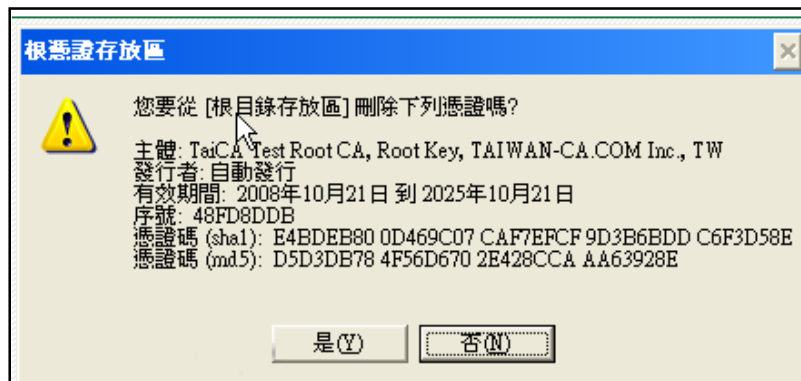 根憑證存放區
您要從 [根目錄存放區] 刪除下列憑證嗎?
主體: TaiCA Test Root CA, Root Key, TAIWAN-CA.COM Inc., TW
發行者: 自動發行
有效期間: 2008年10月21日 到 2025年10月21日
序號: 48FD8DDB
憑證碼 (sha1): E4BDEB80 0D469C07 CAF7EFCF 9D3B6BDD C6F3D58E
憑證碼 (md5): D5D3DB78 4F56D670 2E428CCA AA63928E
是(Y)
否(N)